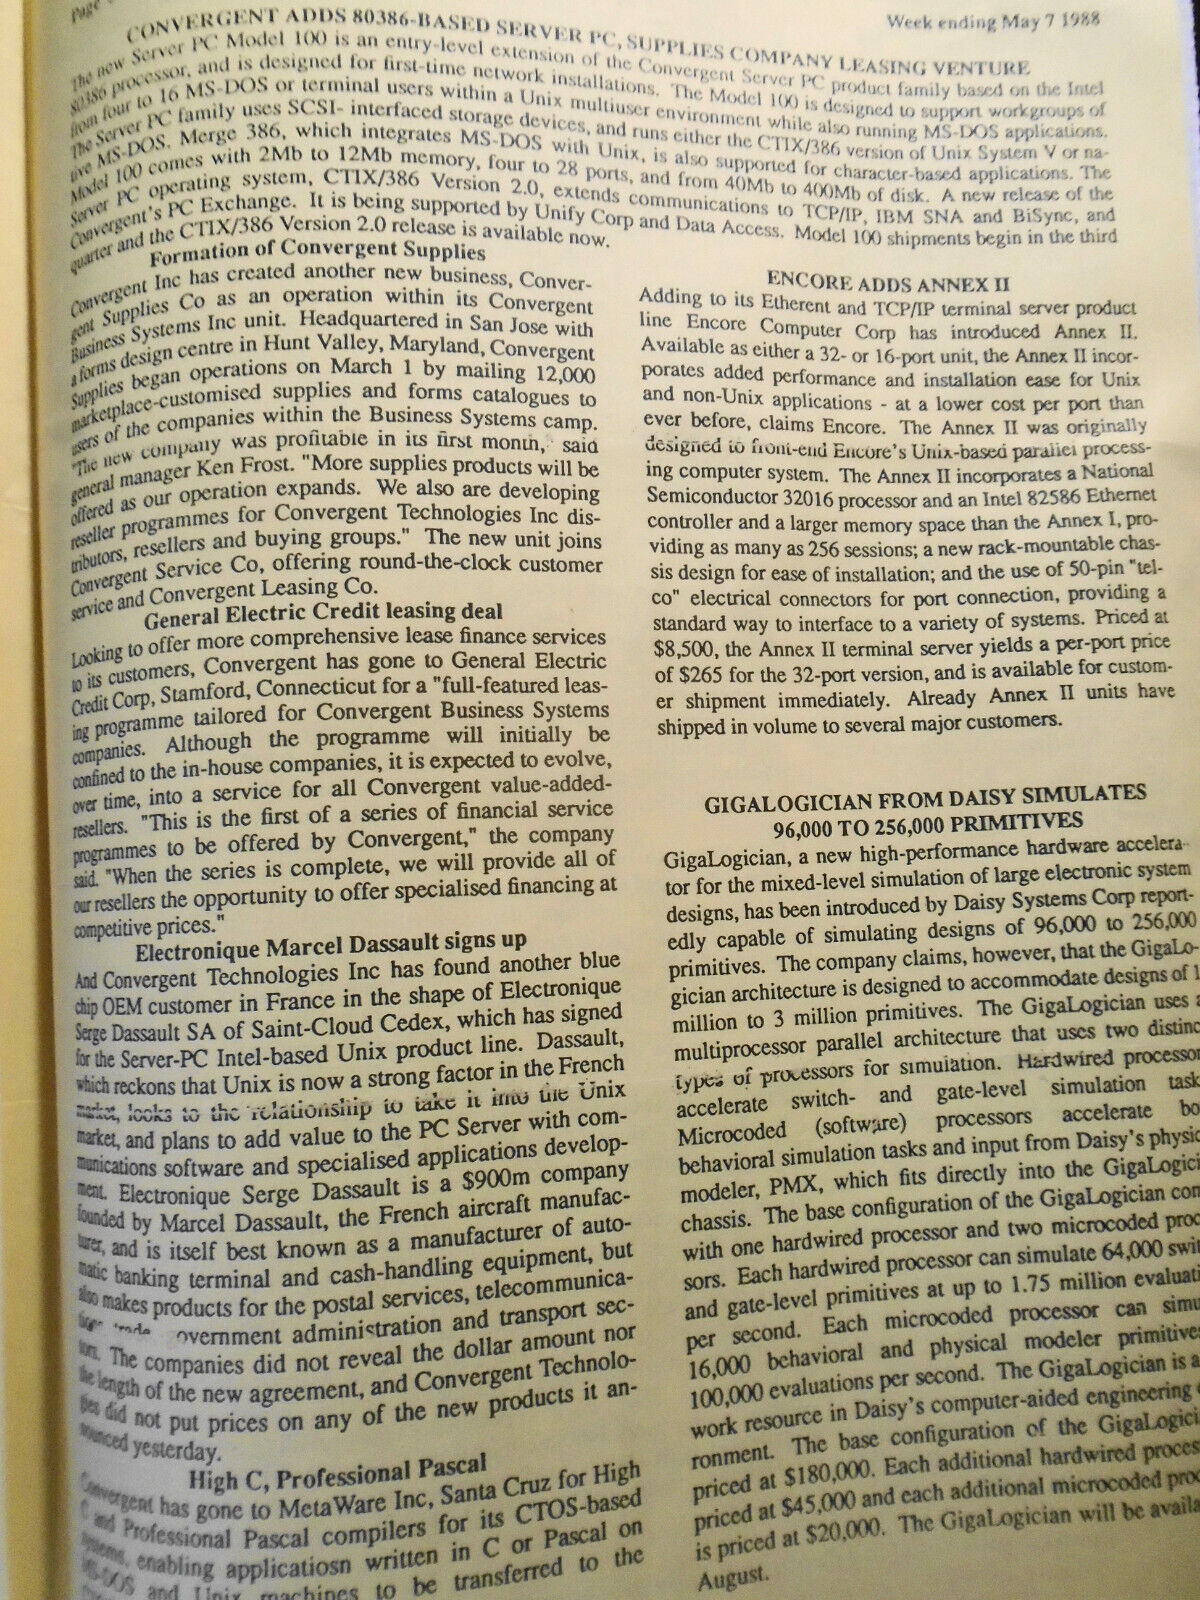 Page
Week ending May 7 1988
CONVERGENT ADDS 80386-BASED SERVER PC, SUPPLIES COMPANY LEASING VENTURE
The new Server PC Model 100 is an entry-level extension of the Convergent Server PC product family based on the Intel
80386 processor, and is designed for first-time network installations. The Model 100 is designed to support workgroups of
from four to 16 MS-DOS or terminal users within a Unix multiuser environment while also running MS-DOS applications.
The Server PC family uses SCSI- interfaced storage devices, and runs either the CTIX/386 version of Unix System V or na-
tive MS-DOS. Merge 386, which integrates MS-DOS with Unix, is also supported for character-based applications. The
Model 100 comes with 2Mb to 12Mb memory, four to 28 ports, and from 40Mb to 400Mb of disk. A new release of the
Server PC operating system, CTIX/386 Version 2.0, extends communications to TCP/IP, IBM SNA and BiSync, and
Convergent's PC Exchange. It is being supported by Unify Corp and Data Access. Model 100 shipments begin in the third
quarter and the CTIX/386 Version 2.0 release is available now.
Formation of Convergent Supplies
Convergent Inc has created another new business, Conver-
gent Supplies Co as an operation within its Convergent
Business Systems Inc unit. Headquartered in San Jose with
a forms design centre in Hunt Valley, Maryland, Convergent
Supplies began operations on March 1 by mailing 12,000
marketplace-customised supplies and forms catalogues to
users of the companies within the Business Systems camp.
"The new company was profitable in its first month," said
general manager Ken Frost. "More supplies products will be
offered as our operation expands. We also are developing
reseller programmes for Convergent Technologies Inc dis-
tributors, resellers and buying groups." The new unit joins
Convergent Service Co, offering round-the-clock customer
service and Convergent Leasing Co.
General Electric Credit leasing deal
Looking to offer more comprehensive lease finance services
to its customers, Convergent has gone to General Electric
Credit Corp, Stamford, Connecticut for a "full-featured leas-
ing programme tailored for Convergent Business Systems
companies. Although the programme will initially be
confined to the in-house companies, it is expected to evolve,
over time, into a service for all Convergent value-added-
resellers. "This is the first of a series of financial service
programmes to be offered by Convergent," the company
said. "When the series is complete, we will provide all of
our resellers the opportunity to offer specialised financing at
competitive prices."
Electronique Marcel Dassault signs up
And Convergent Technologies Inc has found another blue
chip OEM customer in France in the shape of Electronique
Serge Dassault SA of Saint-Cloud Cedex, which has signed
for the Server-PC Intel-based Unix product line. Dassault,
which reckons that Unix is now a strong factor in the French
market, looks to the relationship to take it into the Unix
market, and plans to add value to the PC Server with com-
munications software and specialised applications develop-
ment. Electronique Serge Dassault is a $900m company
founded by Marcel Dassault, the French aircraft manufac-
turer, and is itself best known as a manufacturer of auto-
matic banking terminal and cash-handling equipment, but
also makes products for the postal services, telecommunica-
overnment administration and transport sec-
tors. The companies did not reveal the dollar amount nor
the length of the new agreement, and Convergent Technolo-
gies did not put prices on any of the new products it an-
nounced yesterday.
High C, Professional Pascal
Convergent has gone to MetaWare Inc, Santa Cruz for High
C and Professional Pascal compilers for its CTOS-based
systems, enabling applicatiosn written in C or Pascal on
MS-DOS and Unix machines to be transferred to the
ENCORE ADDS ANNEX II
Adding to its Etherent and TCP/IP terminal server product
line Encore Computer Corp has introduced Annex II.
Available as either a 32- or 16-port unit, the Annex II incor-
porates added performance and installation ease for Unix
and non-Unix applications - at a lower cost per port than
ever before, claims Encore. The Annex II was originally
designed to front-end Encore's Unix-based parallel process-
ing computer system. The Annex II incorporates a National
Semiconductor 32016 processor and an Intel 82586 Ethernet
controller and a larger memory space than the Annex I, pro-
viding as many as 256 sessions; a new rack-mountable chas-
sis design for ease of installation; and the use of 50-pin "tel-
co" electrical connectors for port connection, providing a
standard way to interface to a variety of systems. Priced at
$8,500, the Annex II terminal server yields a per-port price
of $265 for the 32-port version, and is available for custom-
er shipment immediately. Already Annex II units have
shipped in volume to several major customers.
GIGALOGICIAN FROM DAISY SIMULATES
96,000 TO 256,000 PRIMITIVES
GigaLogician, a new high-performance hardware accelera-
tor for the mixed-level simulation of large electronic system
designs, has been introduced by Daisy Systems Corp report-
edly capable of simulating designs of 96,000 to 256,000
primitives. The company claims, however, that the GigaLo-
gician architecture is designed to accommodate designs of 1
million to 3 million primitives. The GigaLogician uses a
multiprocessor parallel architecture that uses two distinc
types of processors for simulation. Hardwired processor
accelerate switch- and gate-level simulation task
Microcoded (software) processors accelerate bo
behavioral simulation tasks and input from Daisy's physic
modeler, PMX, which fits directly into the GigaLogici
chassis. The base configuration of the GigaLogician com
with one hardwired processor and two microcoded proc
sors. Each hardwired processor can simulate 64,000 swit
and gate-level primitives at up to 1.75 million evaluati
per second. Each microcoded processor can simu
16,000 behavioral and physical modeler primitives
100,000 evaluations per second. The GigaLogician is a
work resource in Daisy's computer-aided engineering
ronment. The base configuration of the GigaLogici
priced at $180,000. Each additional hardwired process
priced at $45,000 and each additional microcoded proc
is priced at $20,000. The GigaLogician will be availa
August.